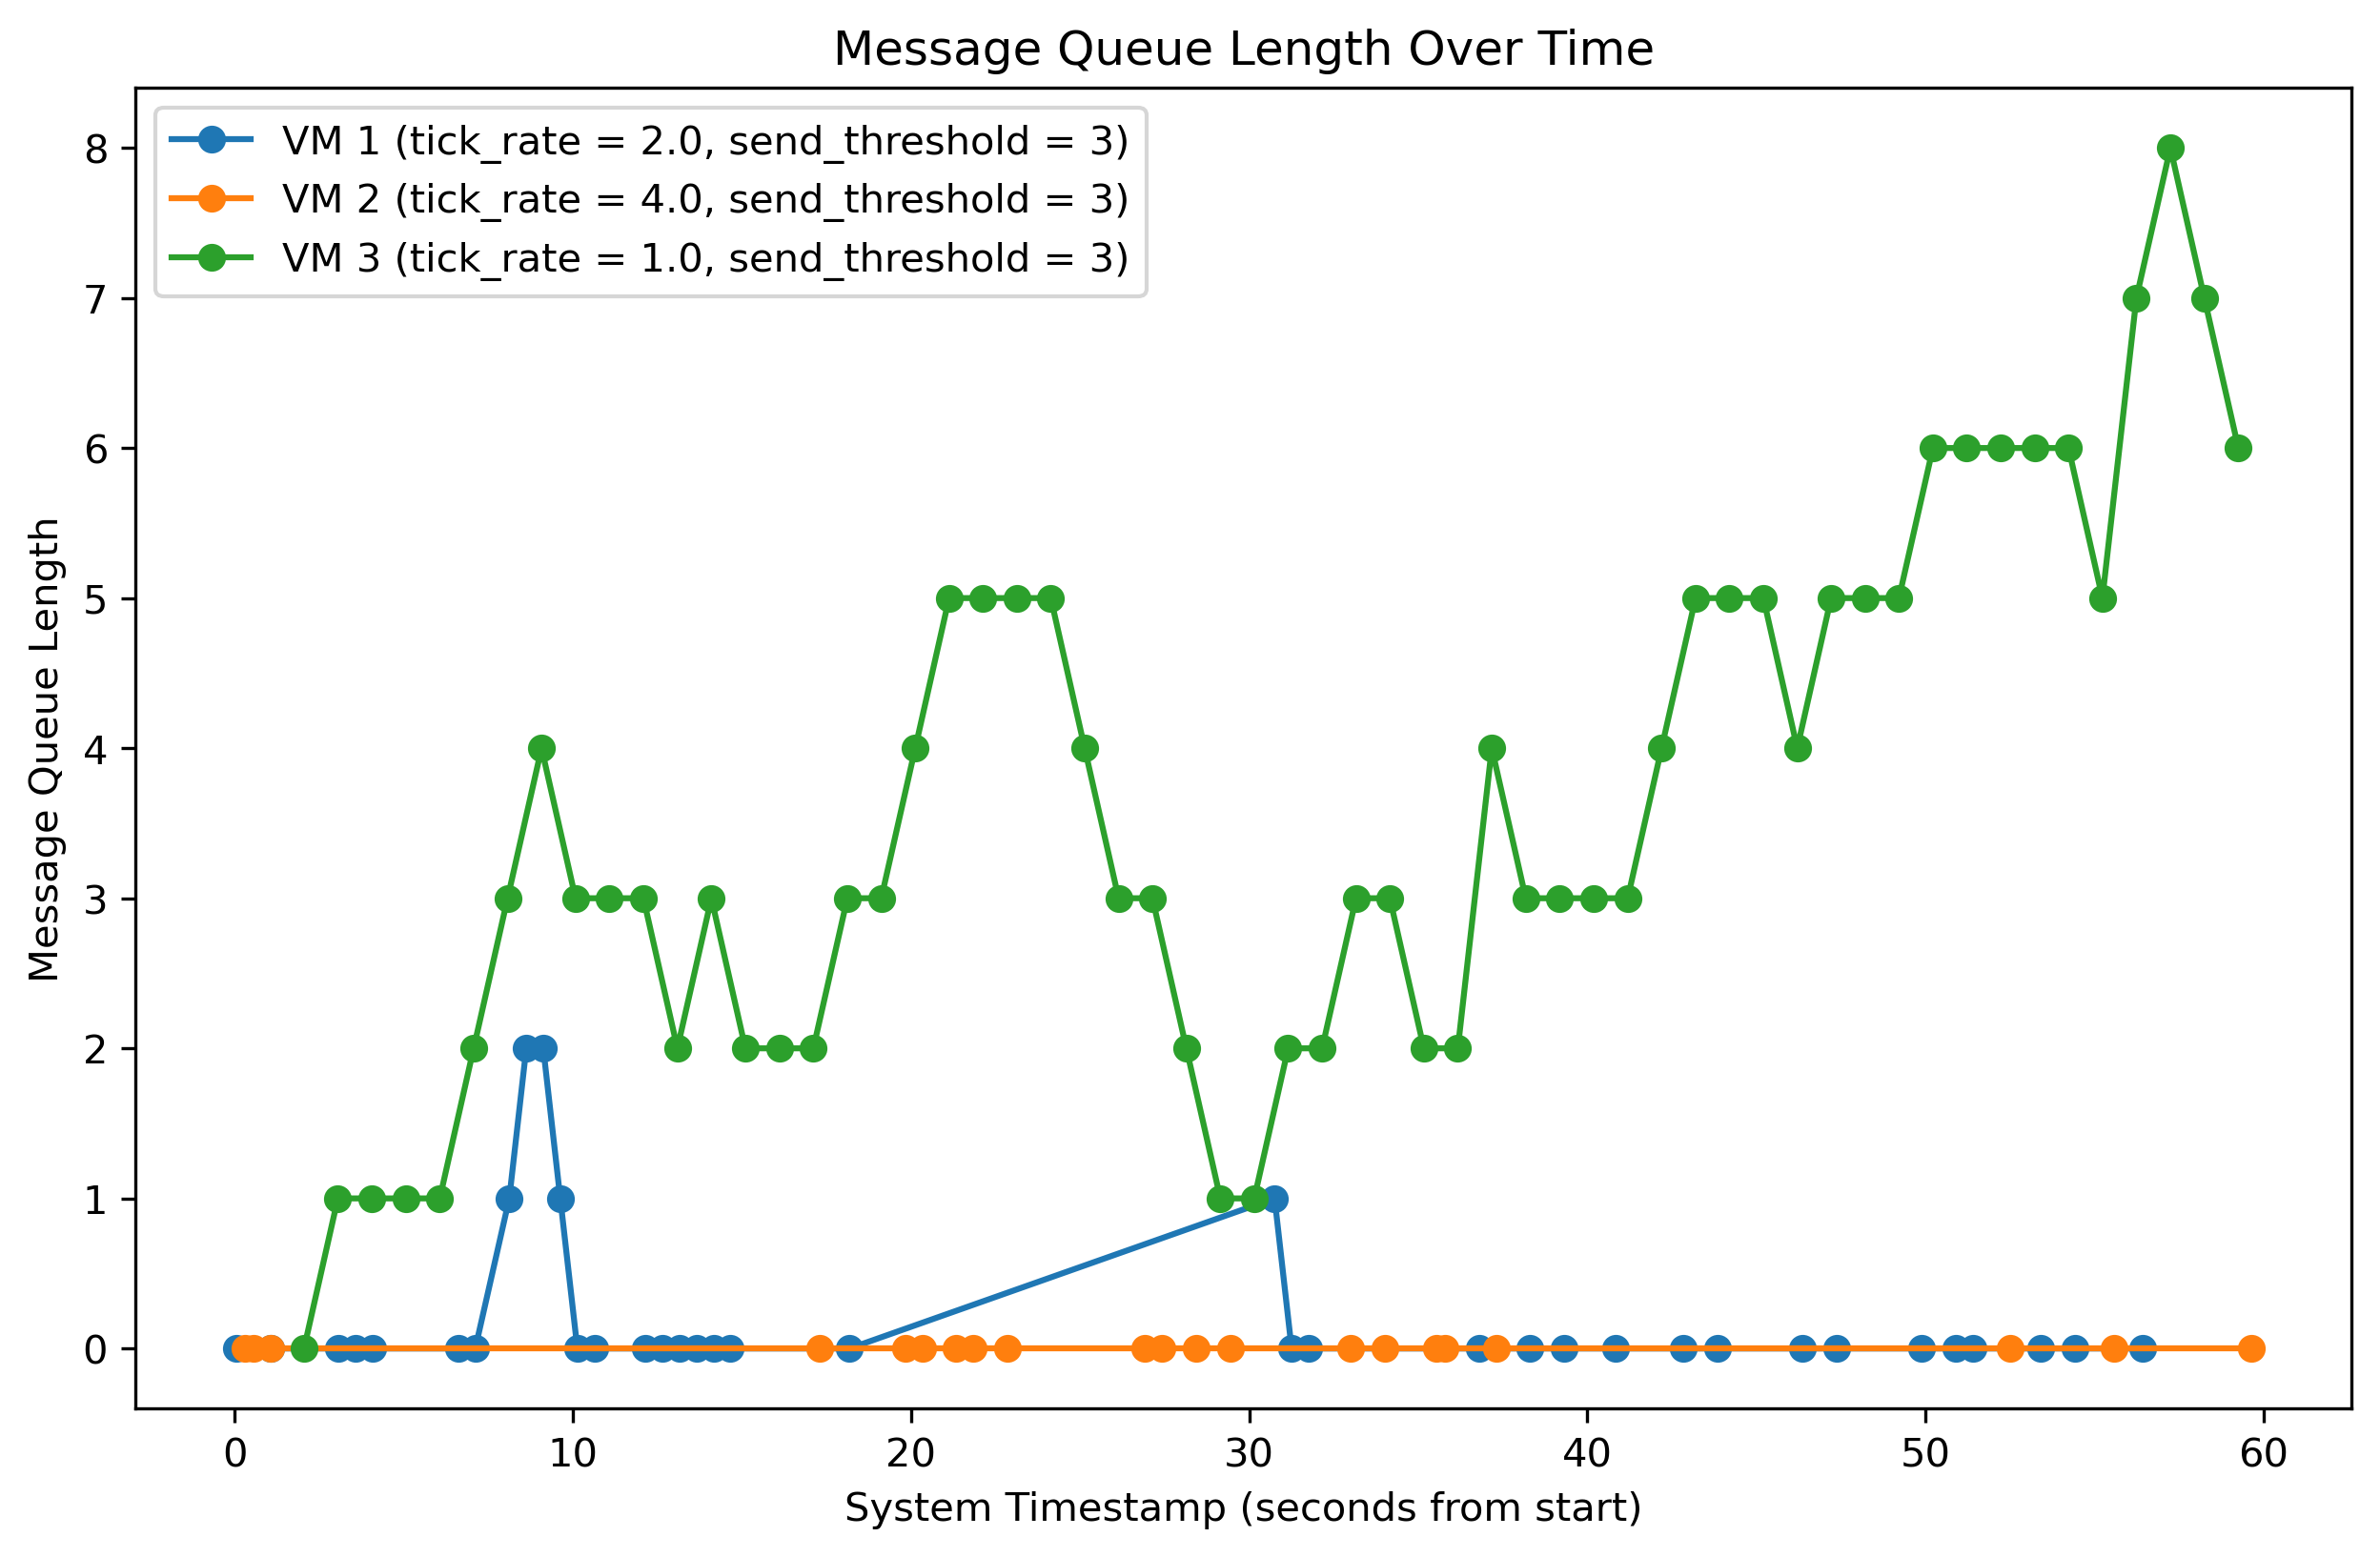 Message Queue Length Over Time
VM 1 (tick_rate = 2.0, send_threshold = 3)
VM 2 (tick_rate = 4.0, send_threshold = 3)
VM 3 (tick_rate = 1.0, send_threshold = 3)
Message Queue Length
8
7
6
5
4
3
2
1
0
0 10 20 30 40 50 60
System Timestamp (seconds from start)